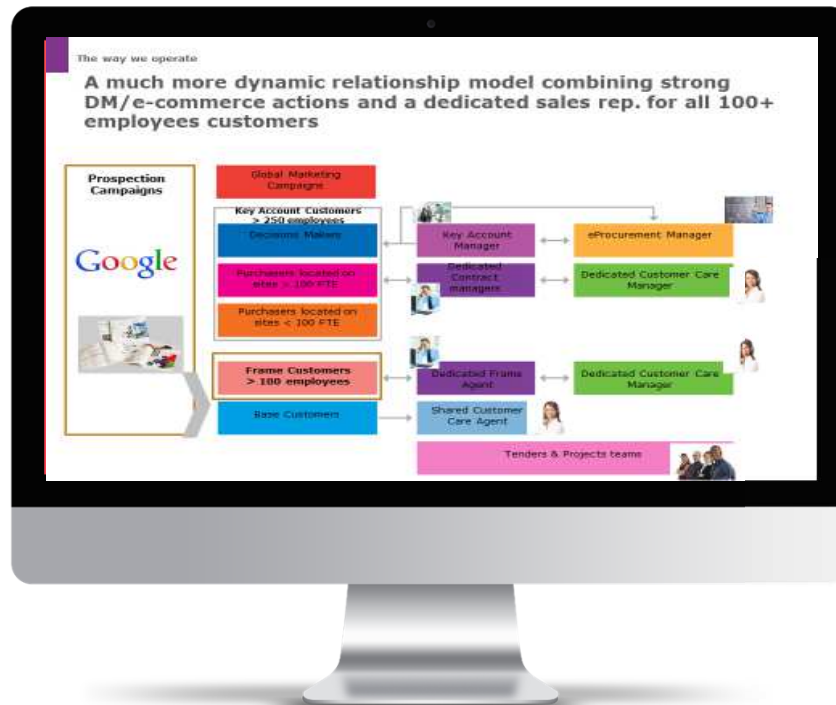 The way we operate
A much more dynamic relationship model combining strong
DM/e-commerce actions and a dedicated sales rep. for all 100+
employees customers
Prospection
Campaigns
Google
Global Marketing
Campaigns
Key Account Customers
> 250 employees
Decisions Makers
Purchasers located on
sites > 100 FTE
Purchasers located on
sites < 100 FTE
Key Account
Manager
eProcurement Manager
Dedicated
Contract
managers
Dedicated Customer Care
Manager
Frame Customers
> 100 employees
Dedicated Frame
Agent
Dedicated Customer Care
Manager
Base Customers
Shared Customer
Care Agent
Tenders & Projects teams